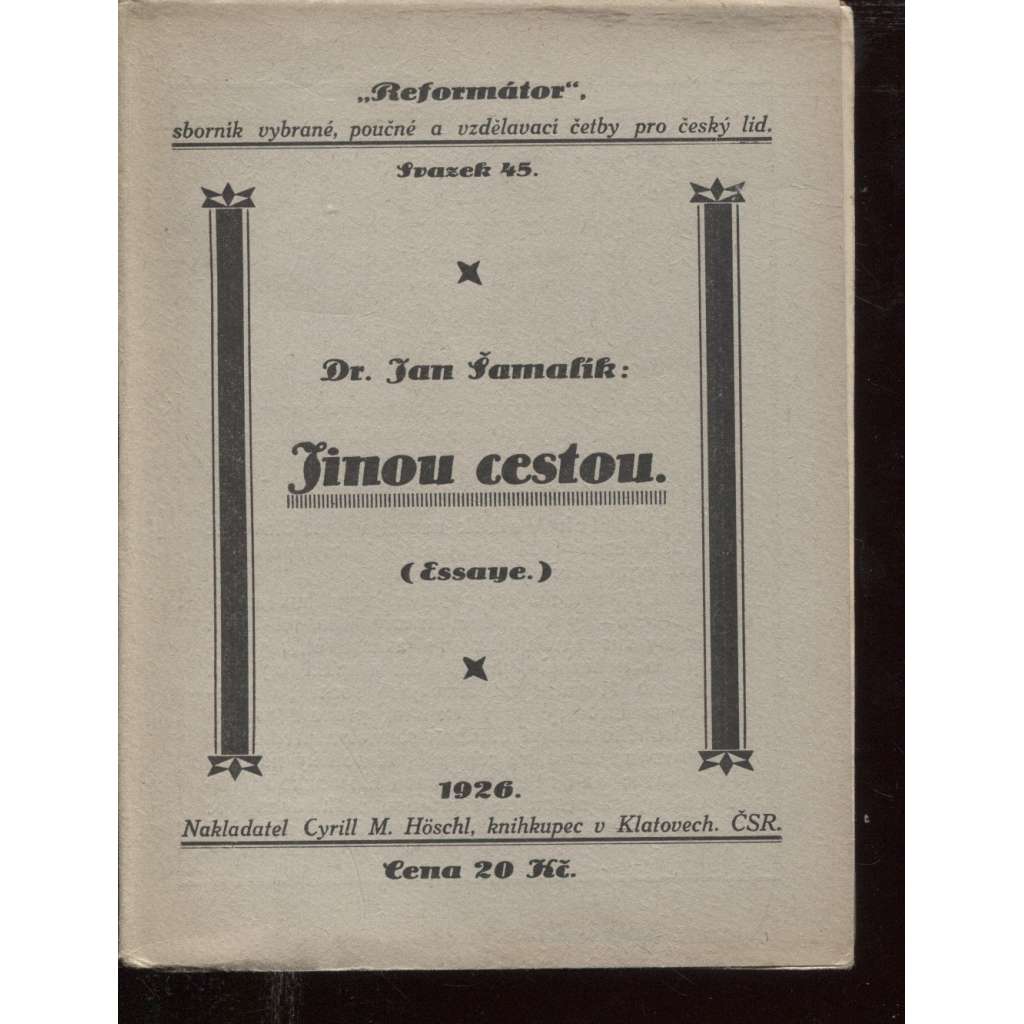 „Reformátor“,
sborník vybrané, poučné a vzdělavací četby pro český lid.
Svazek 45.
Dr. Jan Šamalík:
Jinou cestou.
(Essaye.)
1926.
Nakladatel Cyrill M. Höschl, knihkupec v Klatovech. ČSR.
Cena 20 Kč.